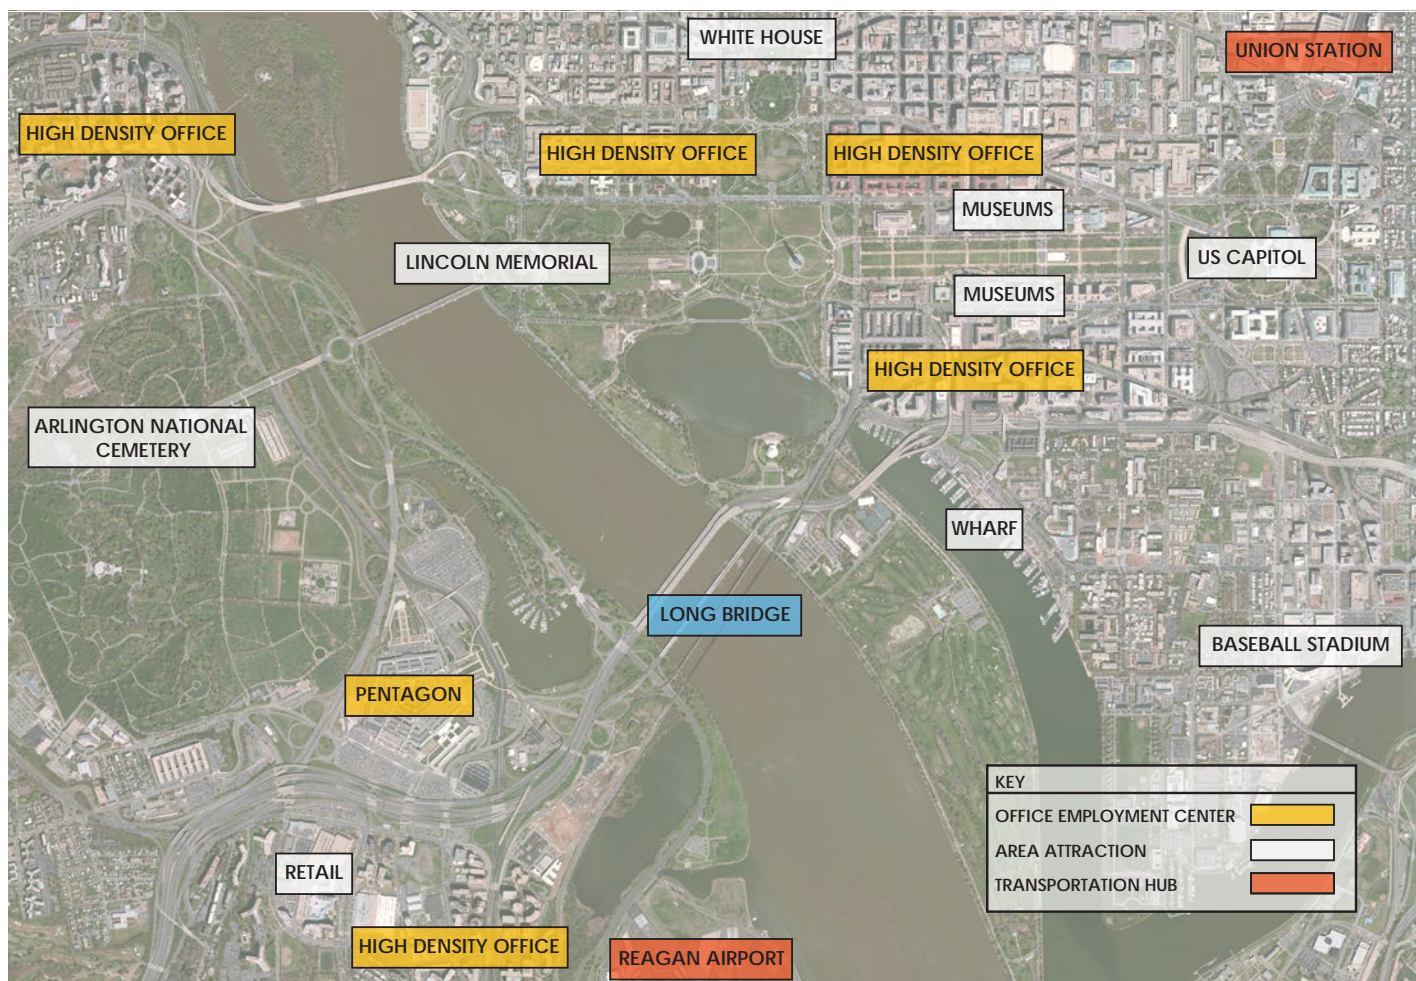 WHITE HOUSE
UNION STATION
HIGH DENSITY OFFICE
HIGH DENSITY OFFICE
HIGH DENSITY OFFICE
MUSEUMS
LINCOLN MEMORIAL
US CAPITOL
MUSEUMS
HIGH DENSITY OFFICE
ARLINGTON NATIONAL
CEMETERY
WHARF
LONG BRIDGE
BASEBALL STADIUM
PENTAGON
KEY
OFFICE EMPLOYMENT CENTER
AREA ATTRACTION
TRANSPORTATION HUB
RETAIL
HIGH DENSITY OFFICE
REAGAN AIRPORT